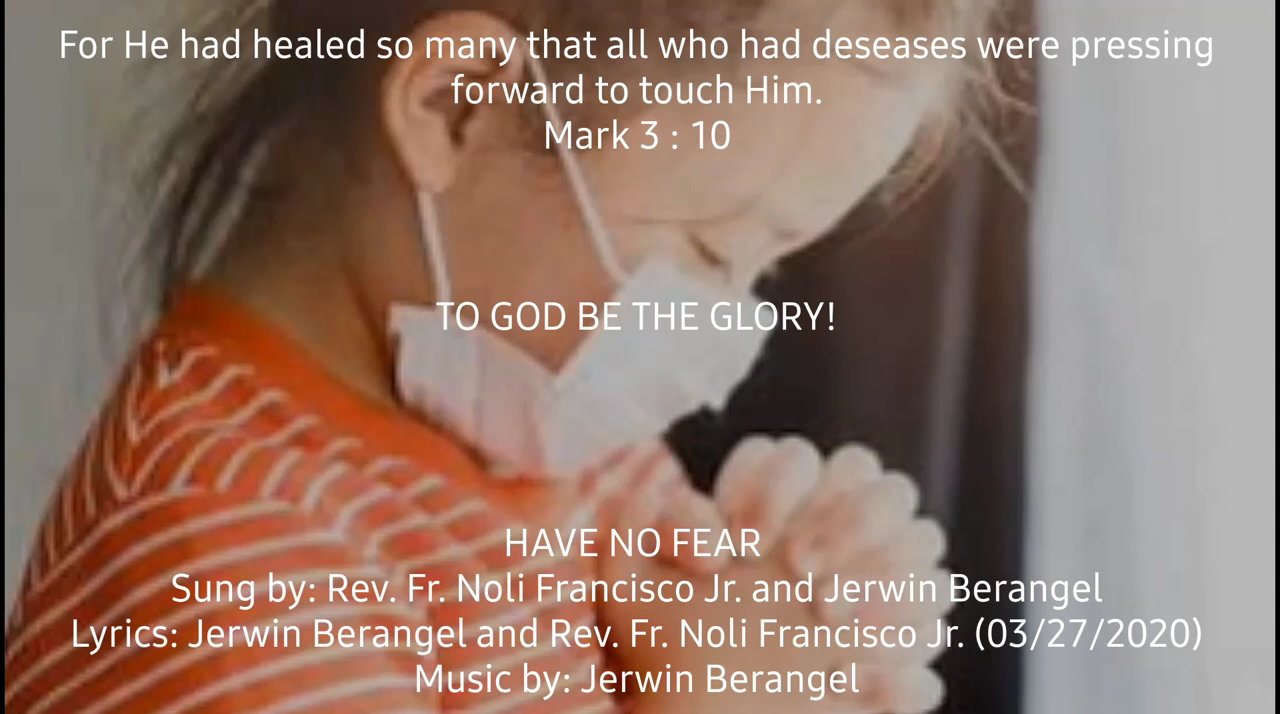 For He had healed so many that all who had deseases were pressing
forward to touch Him.
Mark 3 : 10
TO GOD BE THE GLORY!
HAVE NO FEAR
Sung by: Rev. Fr. Noli Francisco Jr. and Jerwin Berangel
Lyrics: Jerwin Berangel and Rev. Fr. Noli Francisco Jr. (03/27/2020)
Music by: Jerwin Berangel